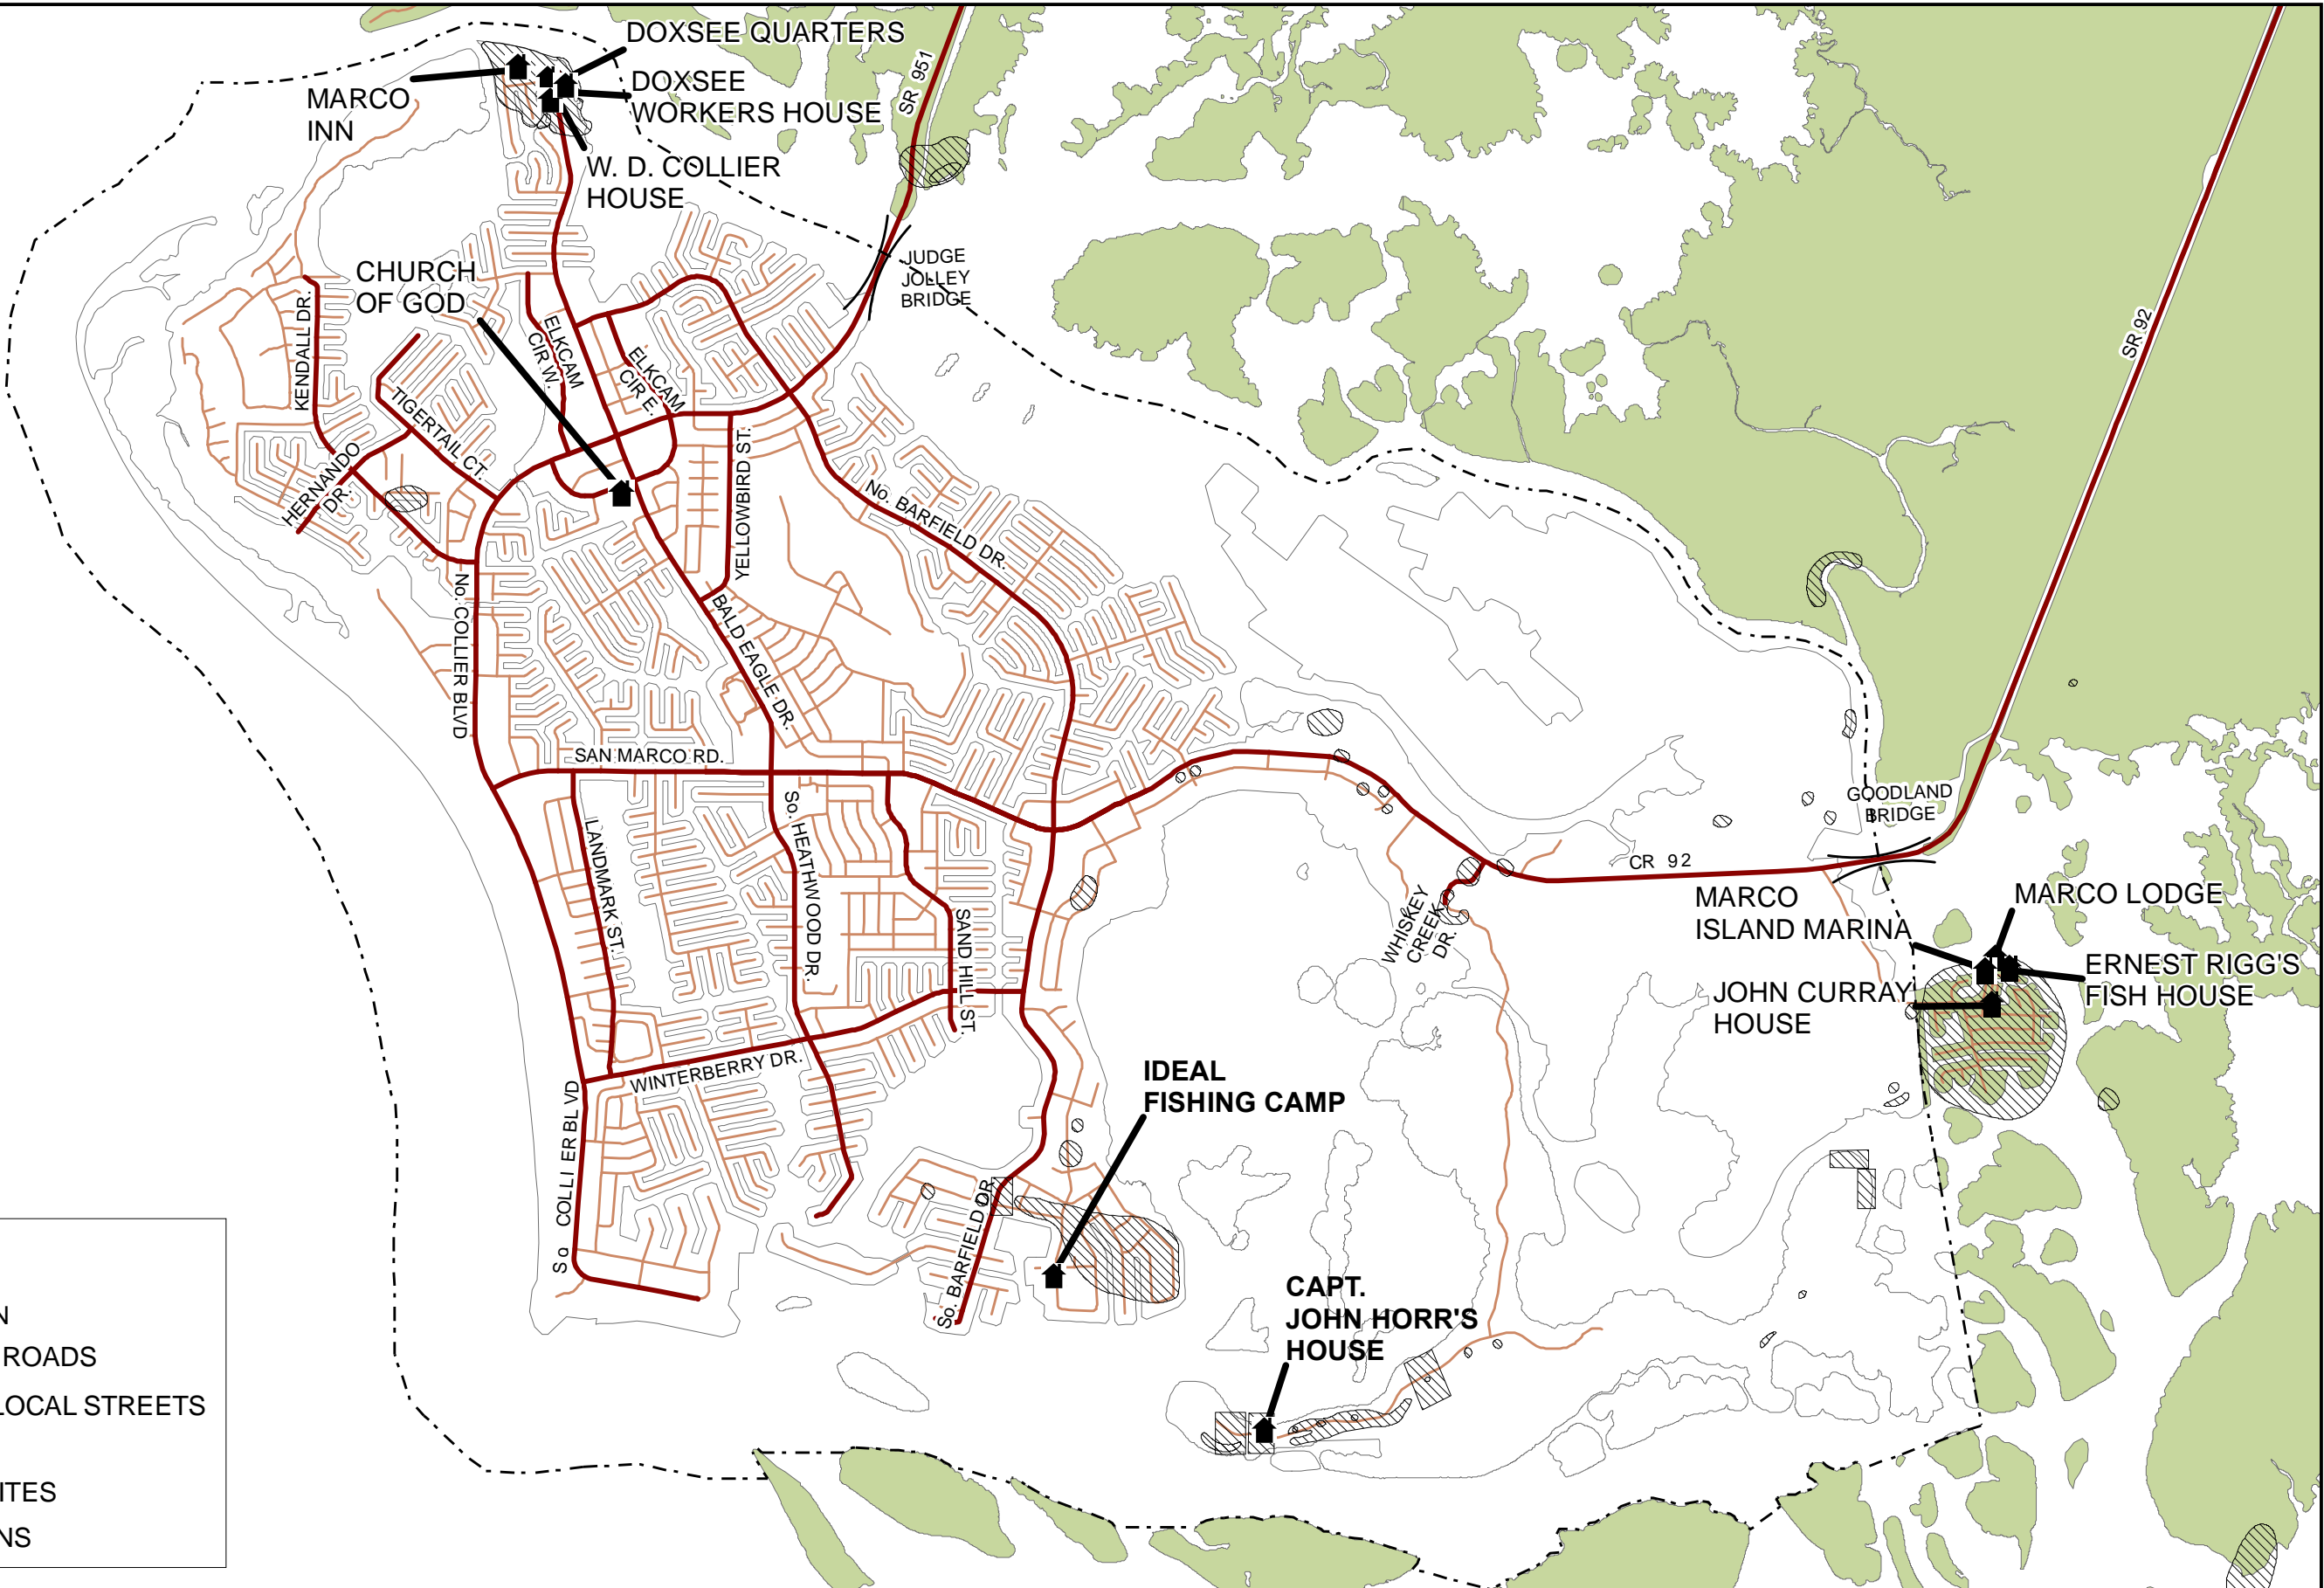 DOXSEE QUARTERS
DOXSEE
WORKERS HOUSE
MARCO
INN
W. D. COLLIER
HOUSE
SR 951
CHURCH
OF GOD
JUDGE
JOLLEY
BRIDGE
SR 92
KENDALL DR.
ELKCAM
CIR W.
ELKCAM
CIR E.
TIGERTAIL CT.
HERNANDO
DR.
YELLOWBIRD ST.
No. BARFIELD DR.
No. COLLIER BLVD
BALD EAGLE DR.
SAN MARCO RD.
GOODLAND
BRIDGE
LANDMARK ST.
So. HEATHWOOD DR.
CR 92
WHISKEY
CREEK
DR.
MARCO
ISLAND MARINA
MARCO LODGE
SAND HILL ST.
ERNEST RIGG'S
FISH HOUSE
JOHN CURRAY
HOUSE
WINTERBERRY DR.
IDEAL
FISHING CAMP
So COLLI ER BL VD
So. BARFIELD DR.
CAPT.
JOHN HORR'S
HOUSE
N
ROADS
LOCAL STREETS
ITES
NS